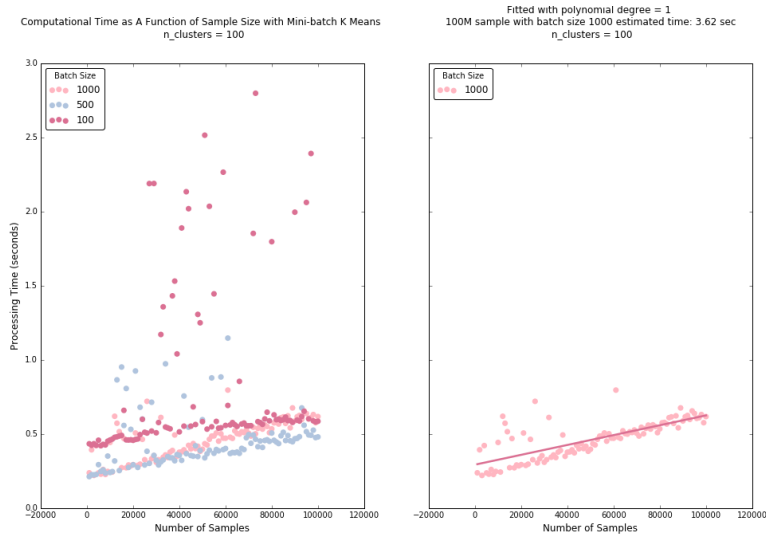 Computational Time as A Function of Sample Size with Mini-batch K Means
n_clusters = 100
Batch Size
1000
500
100
3.0
2.5
2.0
1.5
1.0
0.5
0.0
Processing Time (seconds)
−20000 0 20000 40000 60000 80000 100000 120000
Number of Samples
Fitted with polynomial degree = 1
100M sample with batch size 1000 estimated time: 3.62 sec
n_clusters = 100
Batch Size
1000
−20000 0 20000 40000 60000 80000 100000 120000
Number of Samples